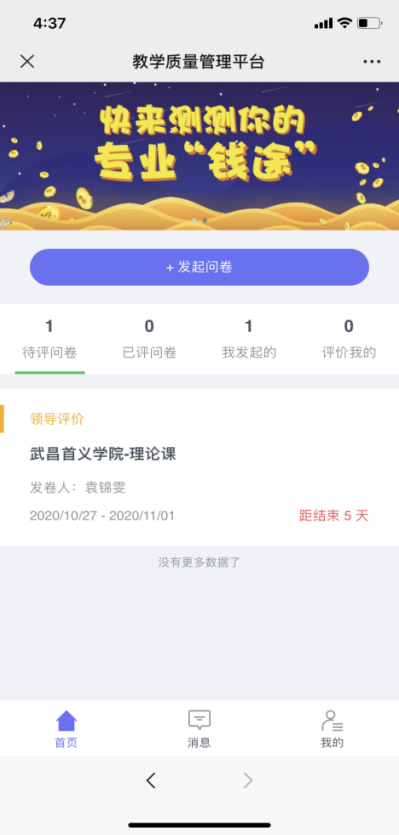 4:37
教学质量管理平台
快来测测你的
专业“钱途”
+ 发起问卷
1 0 1 0
待评问卷 已评问卷 我发起的 评价我的
领导评价
武昌首义学院-理论课
发卷人：袁锦雯
2020/10/27 - 2020/11/01 距结束 5 天
没有更多数据了
首页 消息 我的